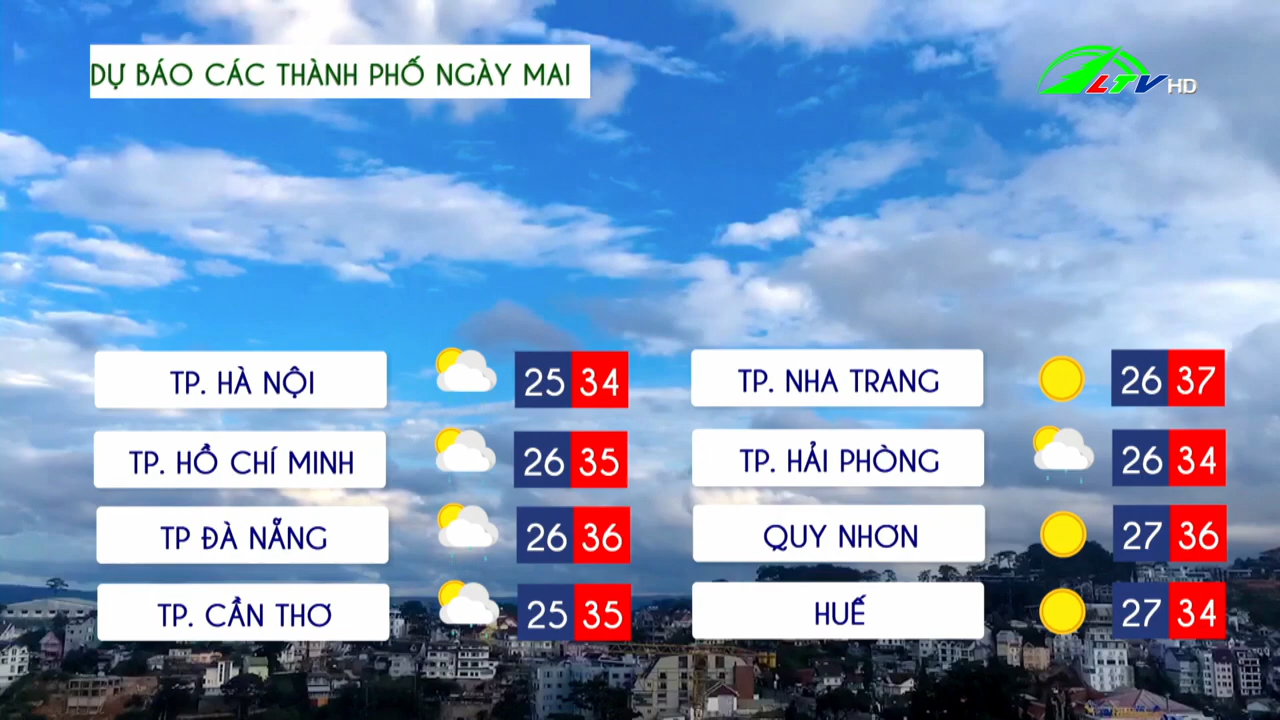 DỰ BÁO CÁC THÀNH PHỐ NGÀY MAI
LTV HD
TP. HÀ NỘI 25 34
TP. HỒ CHÍ MINH 26 35
TP ĐÀ NẴNG 26 36
TP. CẦN THƠ 25 35
TP. NHA TRANG 26 37
TP. HẢI PHÒNG 26 34
QUY NHƠN 27 36
HUẾ 27 34